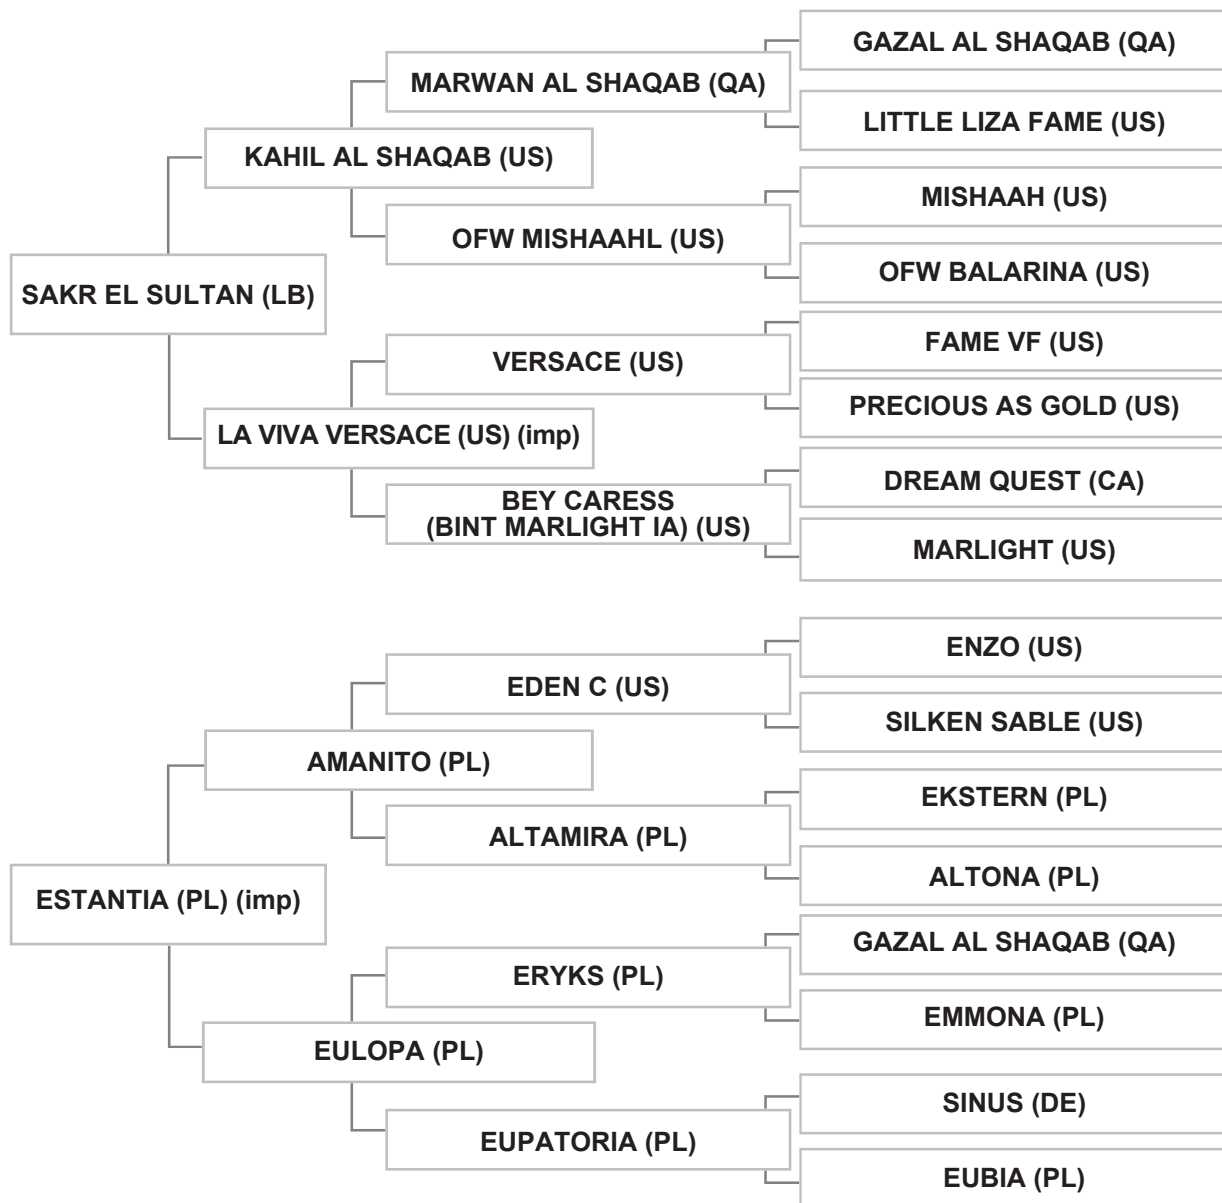 GAZAL AL SHAQAB (QA)
MARWAN AL SHAQAB (QA)
LITTLE LIZA FAME (US)
KAHIL AL SHAQAB (US)
MISHAAH (US)
OFW MISHAAHL (US)
OFW BALARINA (US)
SAKR EL SULTAN (LB)
FAME VF (US)
VERSACE (US)
PRECIOUS AS GOLD (US)
LA VIVA VERSACE (US) (imp)
DREAM QUEST (CA)
BEY CARESS
(BINT MARLIGHT IA) (US)
MARLIGHT (US)
ENZO (US)
EDEN C (US)
SILKEN SABLE (US)
AMANITO (PL)
EKSTERN (PL)
ALTAMIRA (PL)
ALTONA (PL)
ESTANTIA (PL) (imp)
GAZAL AL SHAQAB (QA)
ERYKS (PL)
EMMONA (PL)
EULOPA (PL)
SINUS (DE)
EUPATORIA (PL)
EUBIA (PL)